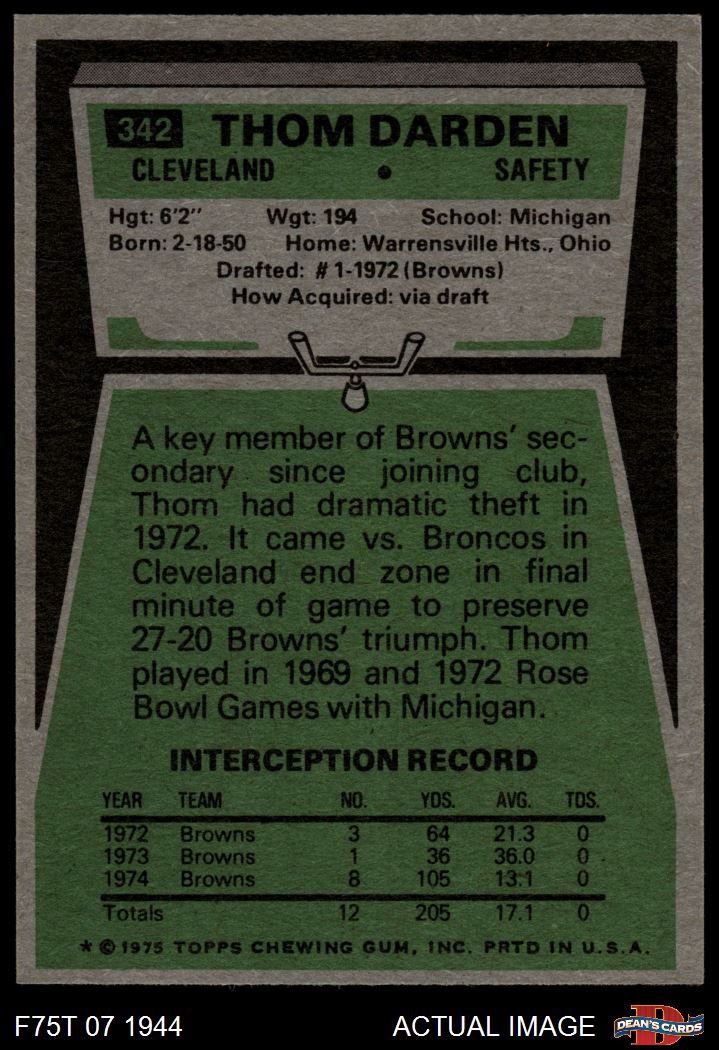 342 THOM DARDEN
CLEVELAND • SAFETY
Hgt: 6'2" Wgt: 194 School: Michigan
Born: 2-18-50 Home: Warrensville Hts., Ohio
Drafted: #1-1972 (Browns)
How Acquired: via draft
A key member of Browns' sec-
ondary since joining club,
Thom had dramatic theft in
1972. It came vs. Broncos in
Cleveland end zone in final
minute of game to preserve
27-20 Browns' triumph. Thom
played in 1969 and 1972 Rose
Bowl Games with Michigan.
INTERCEPTION RECORD
YEAR TEAM NO. YDS. AVG. TDS.
1972 Browns 3 64 21.3 0
1973 Browns 1 36 36.0 0
1974 Browns 8 105 13.1 0
Totals 12 205 17.1 0
* © 1975 TOPPS CHEWING GUM, INC. PRTD IN U.S.A.
F75T 07 1944 ACTUAL IMAGE D DEAN'S CARDS